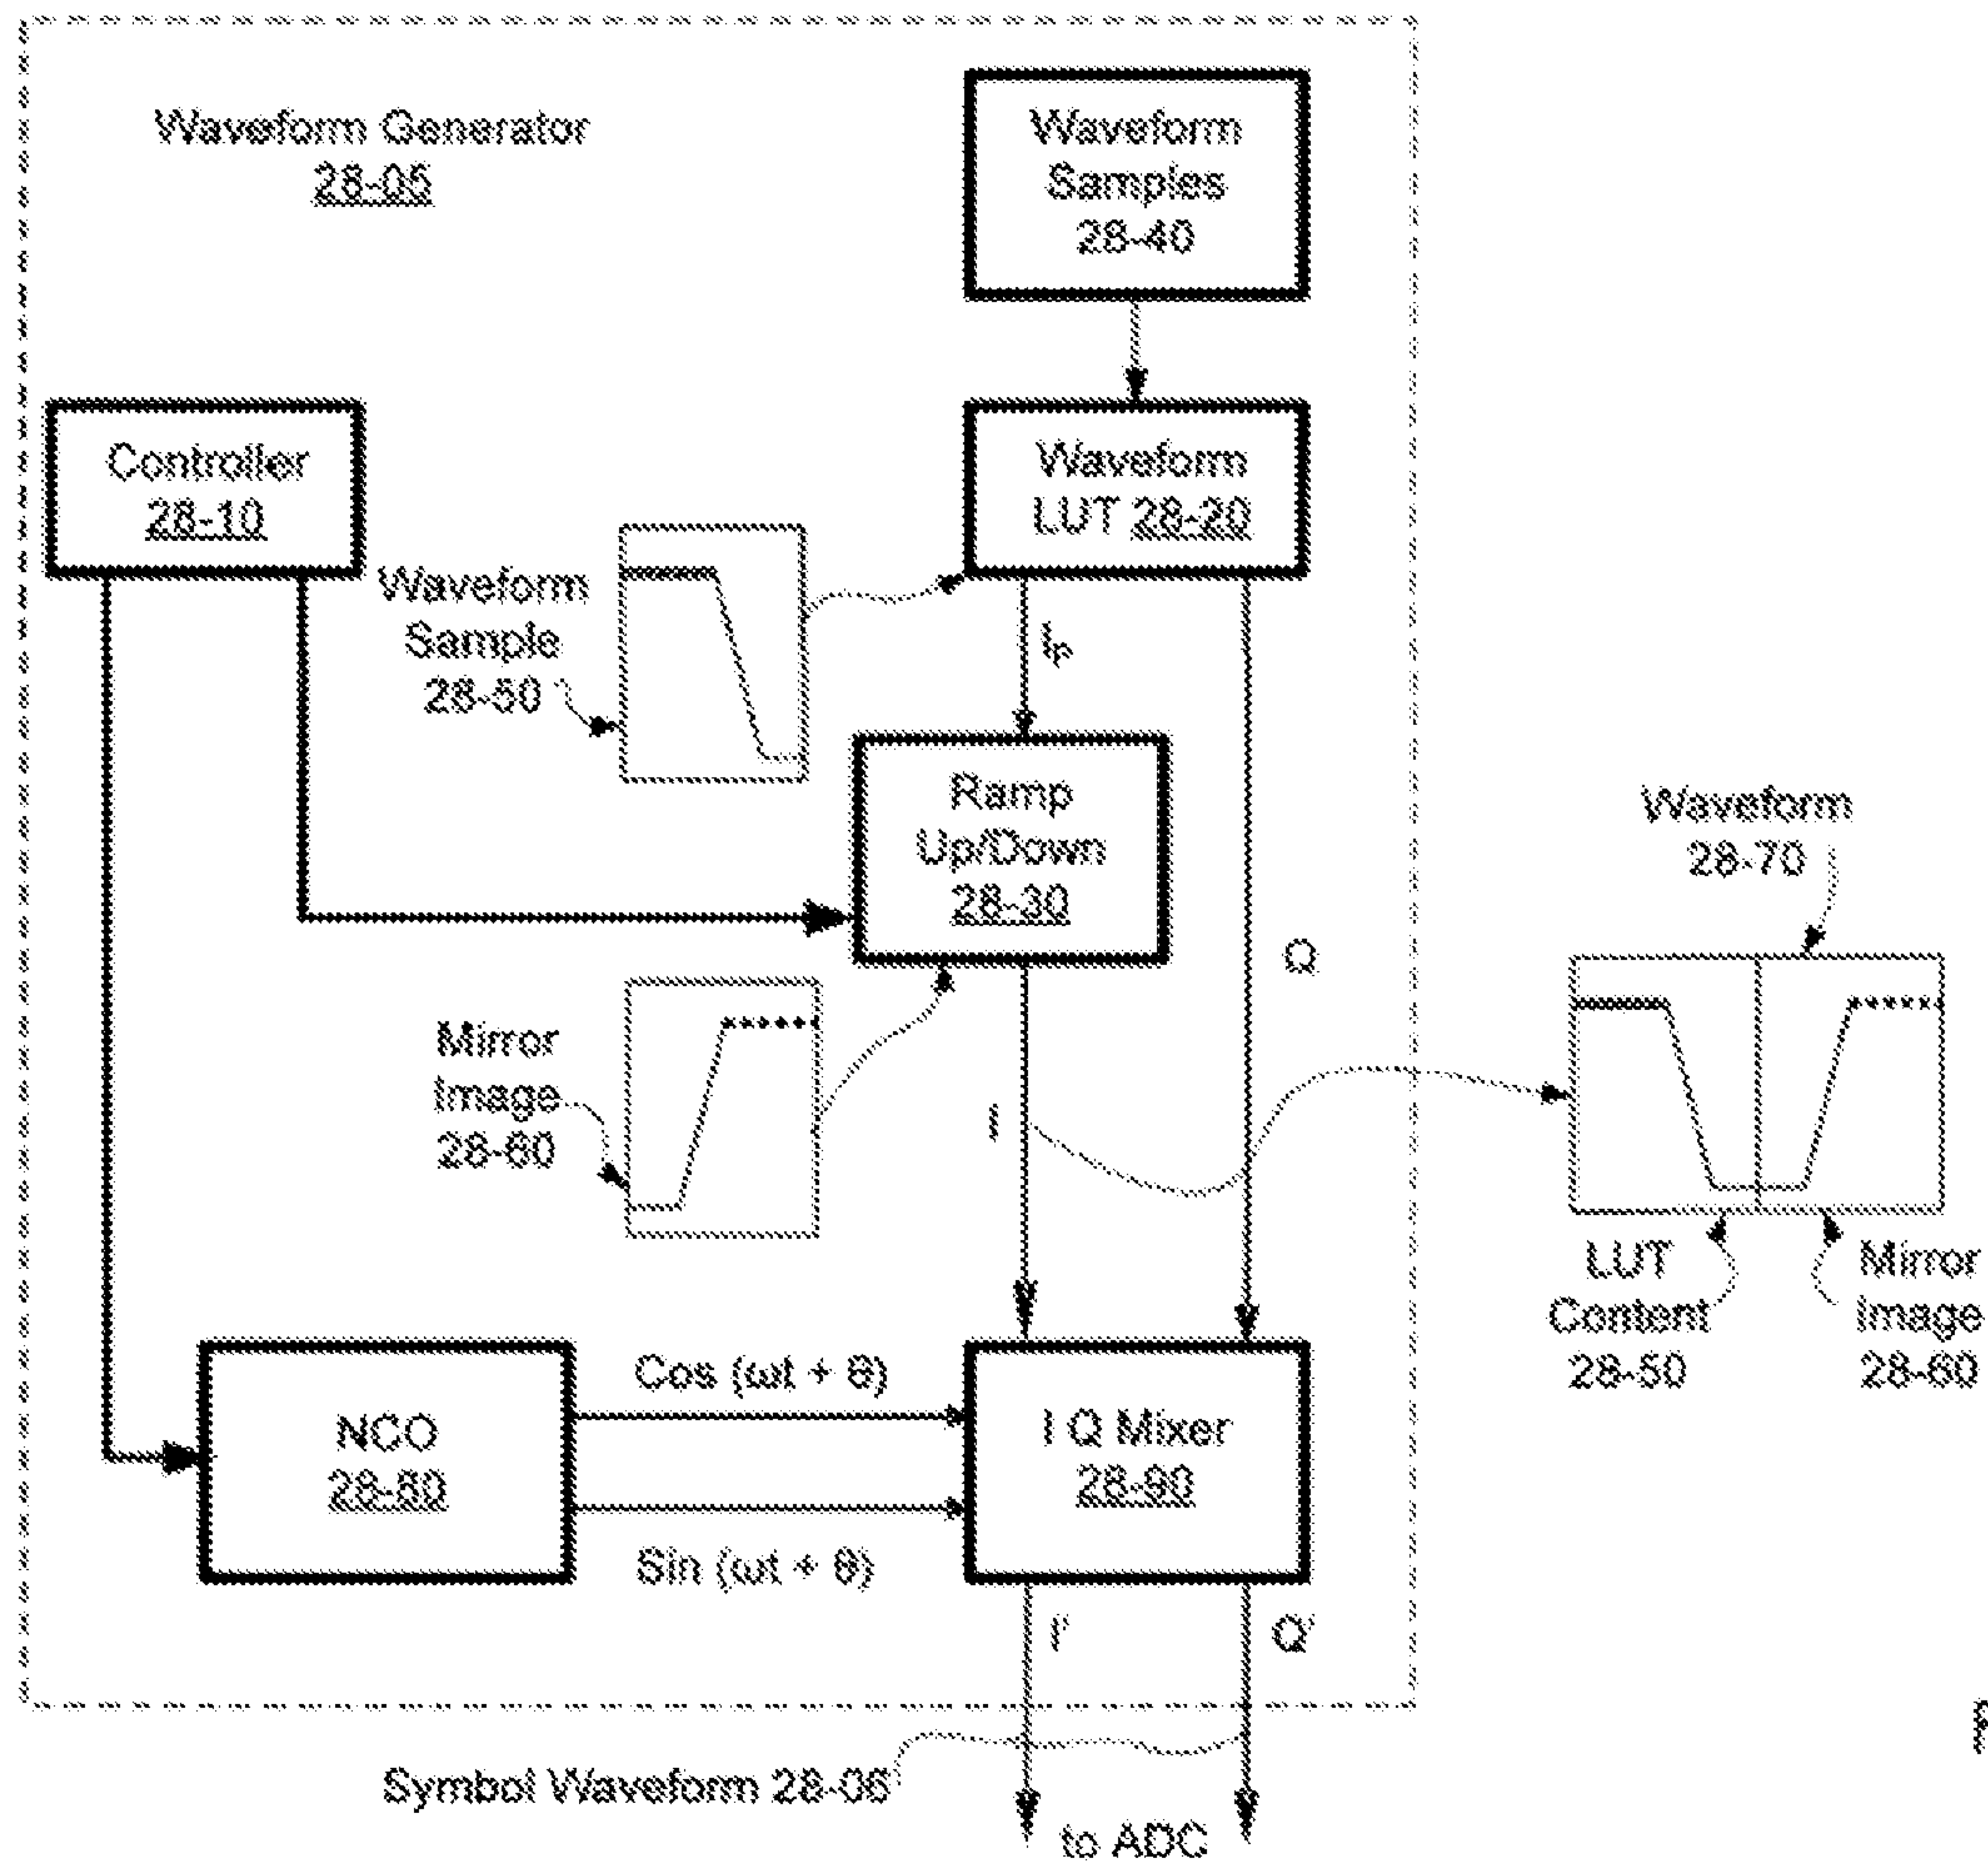 Waveform Generator
28-05
Waveform
Samples
28-40
Controller
28-10
Waveform
LUT 28-20
Waveform
Sample
28-50
Ip
Ramp
Up/Down
28-30
Waveform
28-70
Q
Mirror
Image
28-60
I
LUT
Content
28-50
Mirror
Image
28-60
Cos (ωt + θ)
NCO
28-80
I Q Mixer
28-90
Sin (ωt + θ)
I'
Q'
Symbol Waveform 28-06
to ADC